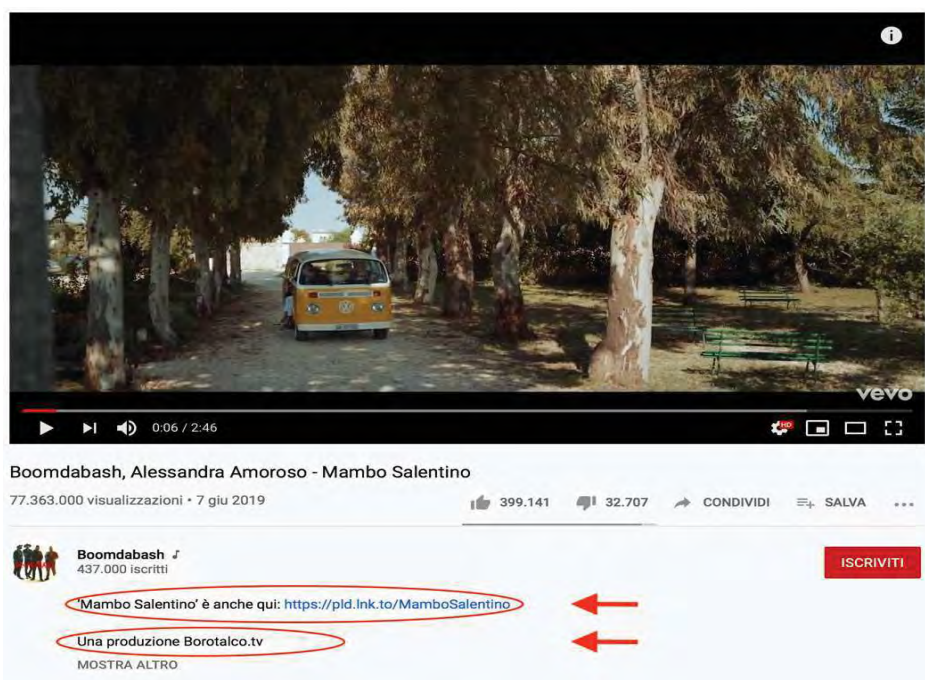 i
vevo
0:06 / 2:46
HD
Boomdabash, Alessandra Amoroso - Mambo Salentino
77.363.000 visualizzazioni • 7 giu 2019
399.141 32.707 CONDIVIDI SALVA
Boomdabash
437.000 iscritti
ISCRIVITI
'Mambo Salentino' è anche qui: https://pld.lnk.to/MamboSalentino
Una produzione Borotalco.tv
MOSTRA ALTRO